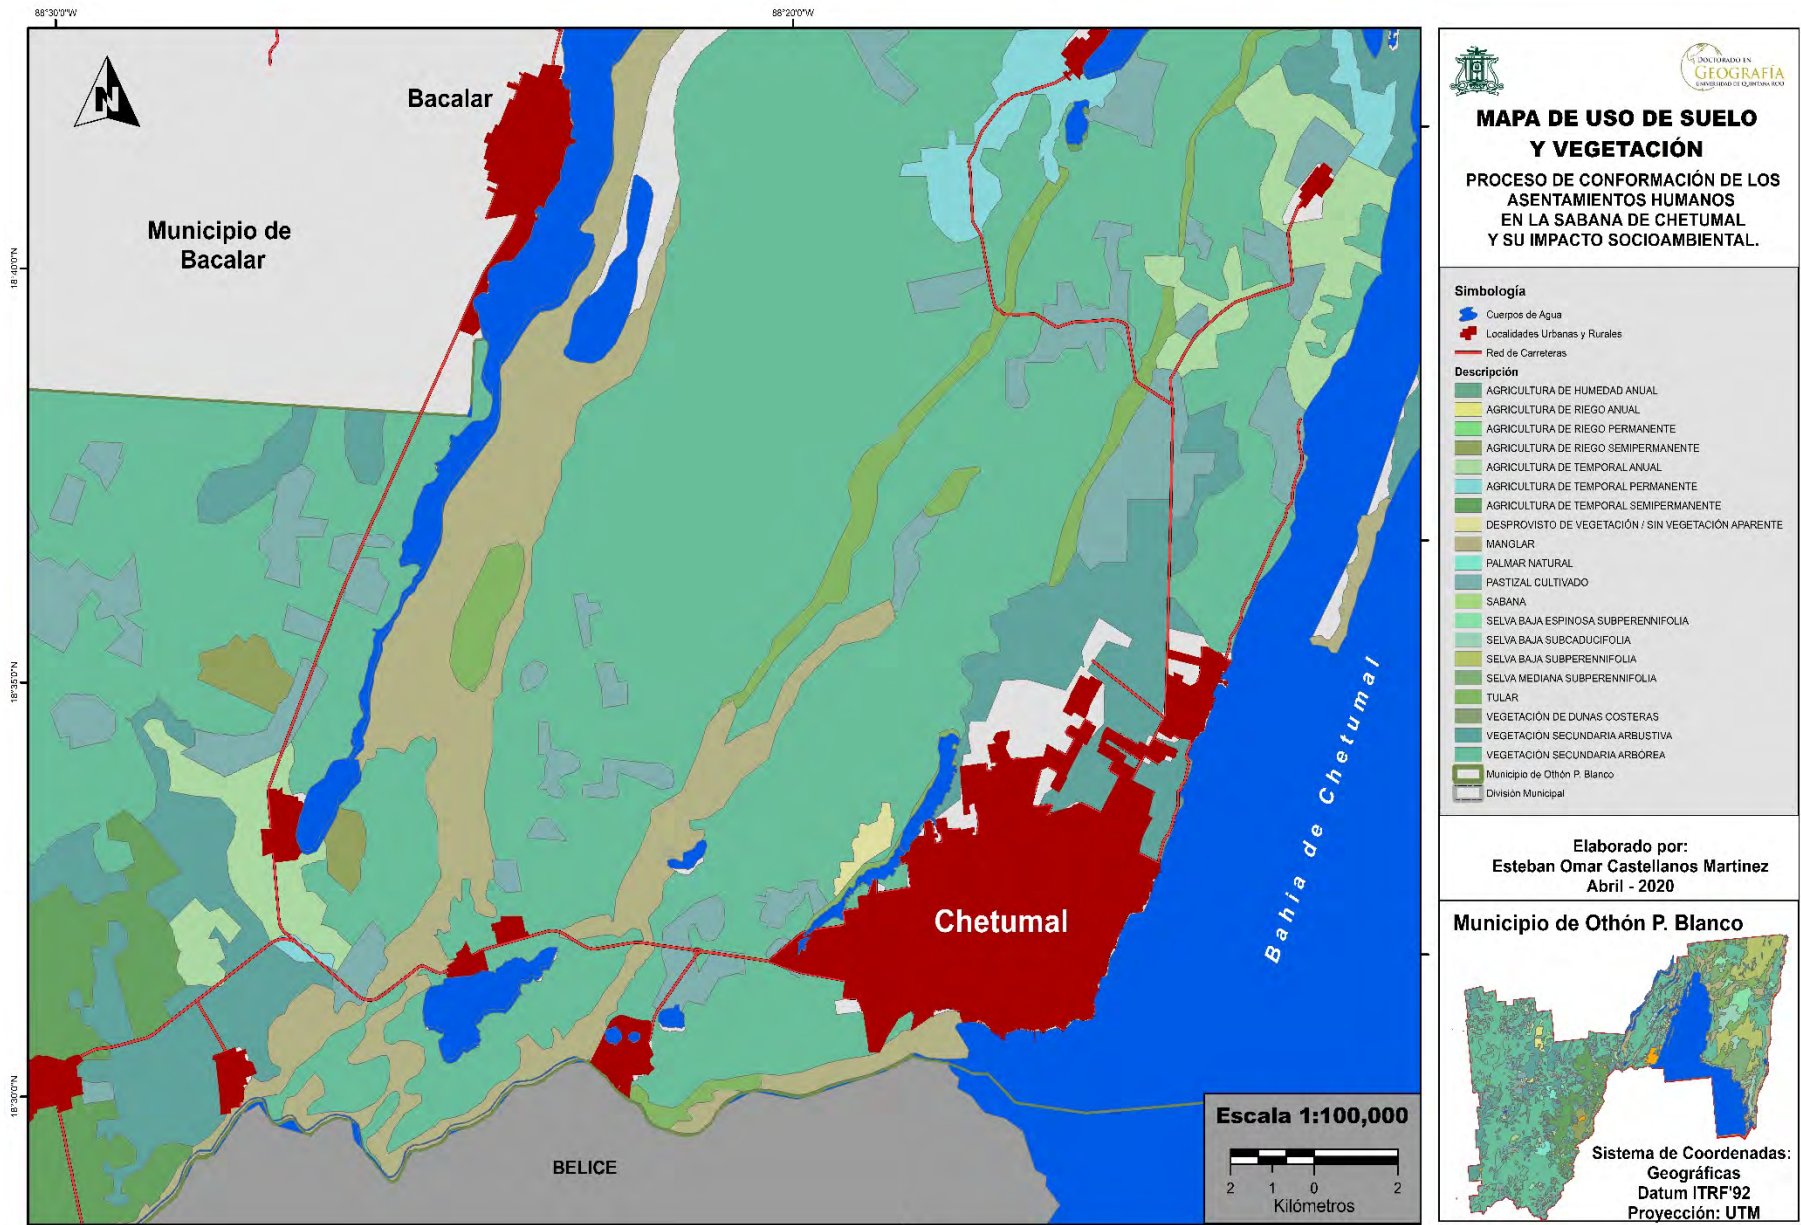 88°30'0"W
88°20'0"W
18°40'0"N
18°35'0"N
18°30'0"N
N
Bacalar
Municipio de
Bacalar
Chetumal
Bahia de Chetumal
BELICE
Escala 1:100,000
2 1 0 2
Kilómetros
DOCTORADO EN
GEOGRAFÍA
UNIVERSIDAD DE QUINTANA ROO
MAPA DE USO DE SUELO
Y VEGETACIÓN
PROCESO DE CONFORMACIÓN DE LOS
ASENTAMIENTOS HUMANOS
EN LA SABANA DE CHETUMAL
Y SU IMPACTO SOCIOAMBIENTAL.
Simbología
Cuerpos de Agua
Localidades Urbanas y Rurales
Red de Carreteras
Descripción
AGRICULTURA DE HUMEDAD ANUAL
AGRICULTURA DE RIEGO ANUAL
AGRICULTURA DE RIEGO PERMANENTE
AGRICULTURA DE RIEGO SEMIPERMANENTE
AGRICULTURA DE TEMPORAL ANUAL
AGRICULTURA DE TEMPORAL PERMANENTE
AGRICULTURA DE TEMPORAL SEMIPERMANENTE
DESPROVISTO DE VEGETACIÓN / SIN VEGETACIÓN APARENTE
MANGLAR
PALMAR NATURAL
PASTIZAL CULTIVADO
SABANA
SELVA BAJA ESPINOSA SUBPERENNIFOLIA
SELVA BAJA SUBCADUCIFOLIA
SELVA BAJA SUBPERENNIFOLIA
SELVA MEDIANA SUBPERENNIFOLIA
TULAR
VEGETACIÓN DE DUNAS COSTERAS
VEGETACIÓN SECUNDARIA ARBUSTIVA
VEGETACIÓN SECUNDARIA ARBÓREA
Municipio de Othón P. Blanco
División Municipal
Elaborado por:
Esteban Omar Castellanos Martinez
Abril - 2020
Municipio de Othón P. Blanco
Sistema de Coordenadas:
Geográficas
Datum ITRF'92
Proyección: UTM